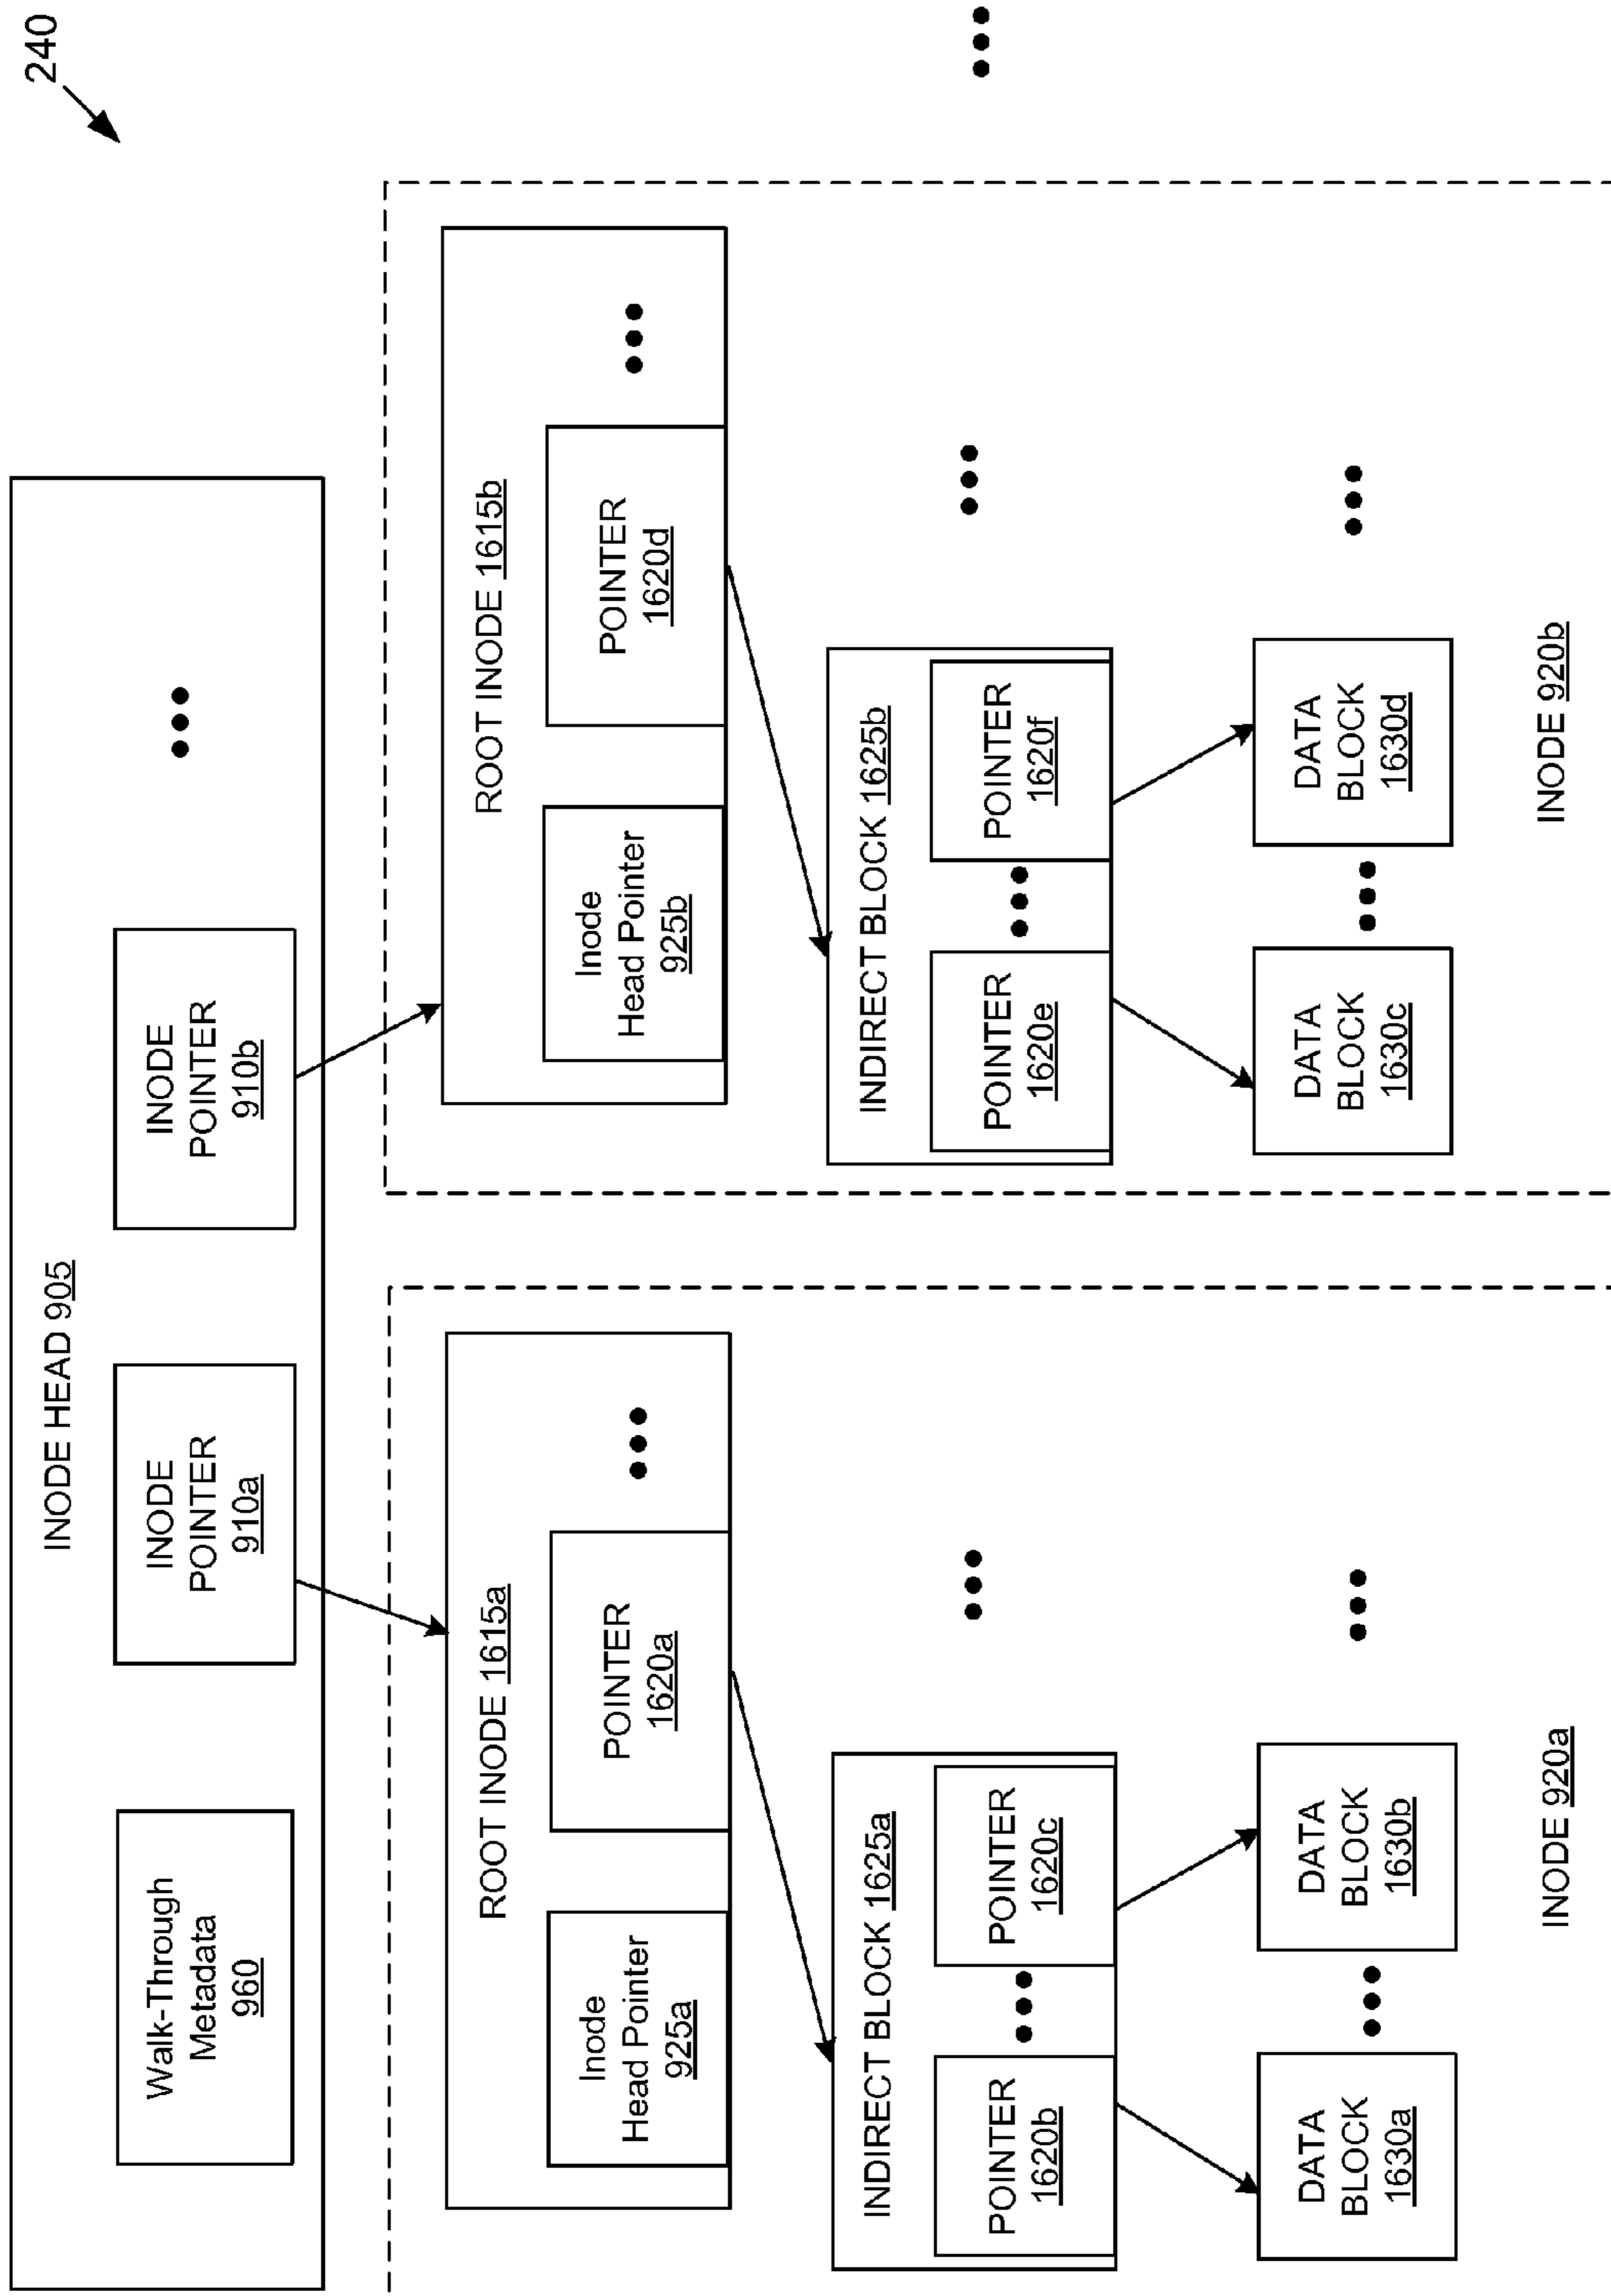 240
INODE HEAD 905
Walk-Through
Metadata
960
INODE
POINTER
910a
INODE
POINTER
910b
ROOT INODE 1615a
Inode
Head Pointer
925a
POINTER
1620a
INDIRECT BLOCK 1625a
POINTER
1620b
POINTER
1620c
DATA
BLOCK
1630a
DATA
BLOCK
1630b
INODE 920a
ROOT INODE 1615b
Inode
Head Pointer
925b
POINTER
1620d
INDIRECT BLOCK 1625b
POINTER
1620e
POINTER
1620f
DATA
BLOCK
1630c
DATA
BLOCK
1630d
INODE 920b